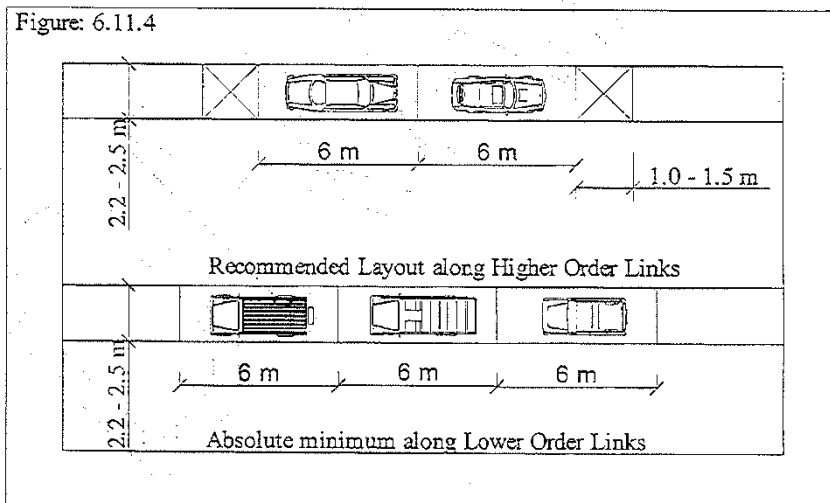 Figure: 6.11.4
2.2 - 2.5 m
6 m 6 m
1.0 - 1.5 m
Recommended Layout along Higher Order Links
2.2 - 2.5 m
6 m 6 m 6 m
Absolute minimum along Lower Order Links